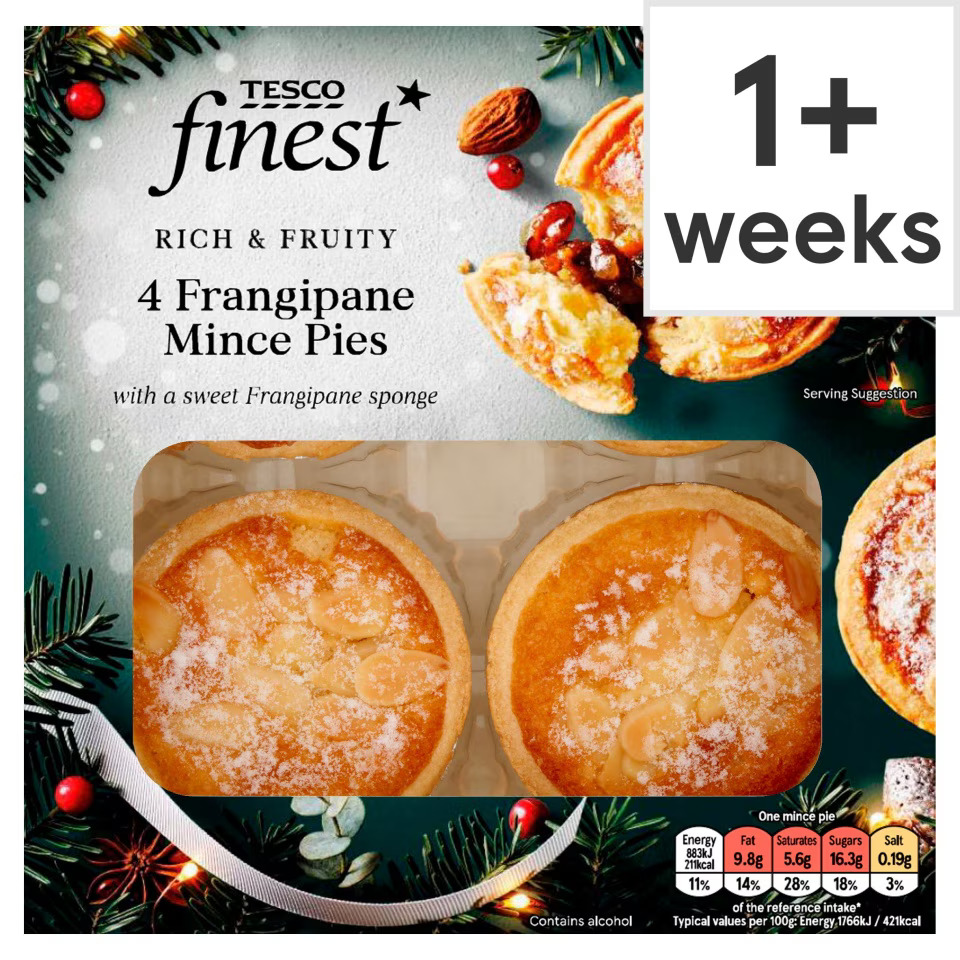 TESCO
finest
1+
weeks
RICH & FRUITY
4 Frangipane
Mince Pies
with a sweet Frangipane sponge
Serving Suggestion
One mince pie
Energy
883kJ
211kcal
11%
Fat
9.8g
14%
Saturates
5.6g
28%
Sugars
16.3g
18%
Salt
0.19g
3%
of the reference intake*
Typical values per 100g: Energy 1766kJ / 421kcal
Contains alcohol